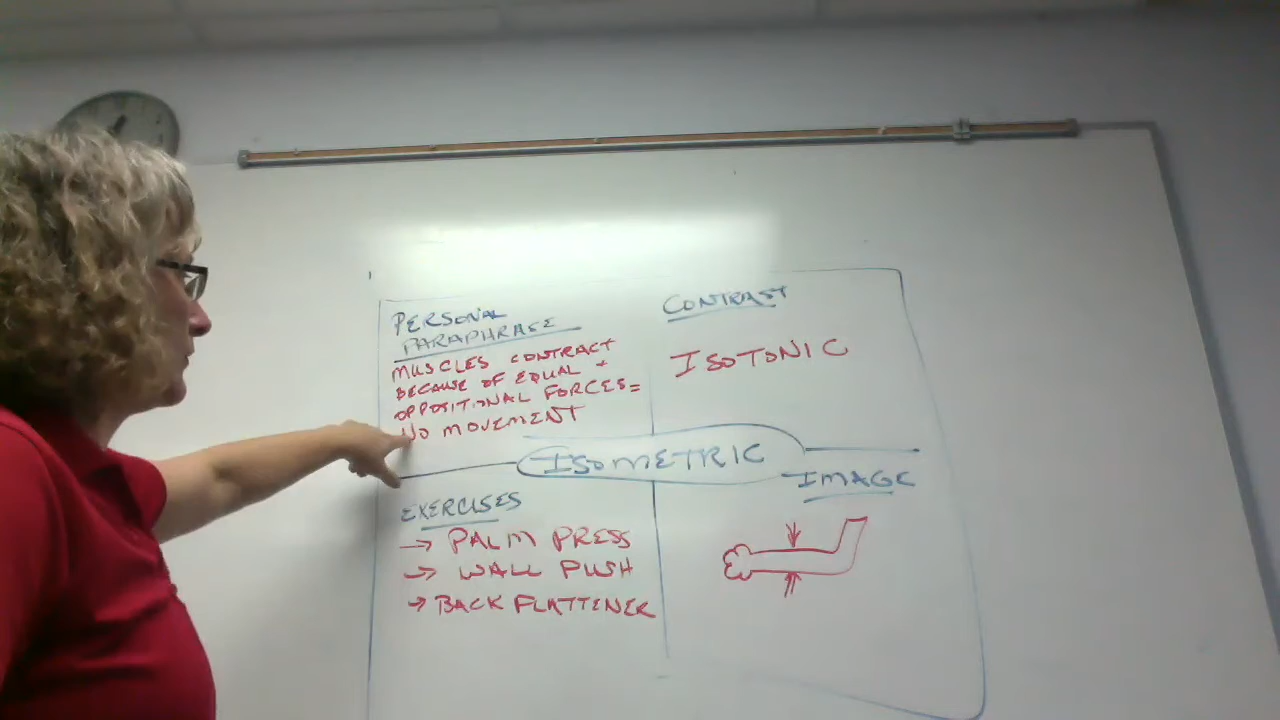 PERSONAL
PARAPHRASE
MUSCLES CONTRACT
BECAUSE OF EQUAL +
OPPOSITIONAL FORCES =
NO MOVEMENT
CONTRAST
ISOTONIC
ISOMETRIC
EXERCISES
→ PALM PRESS
→ WALL PUSH
→ BACK FLATTENER
IMAGE